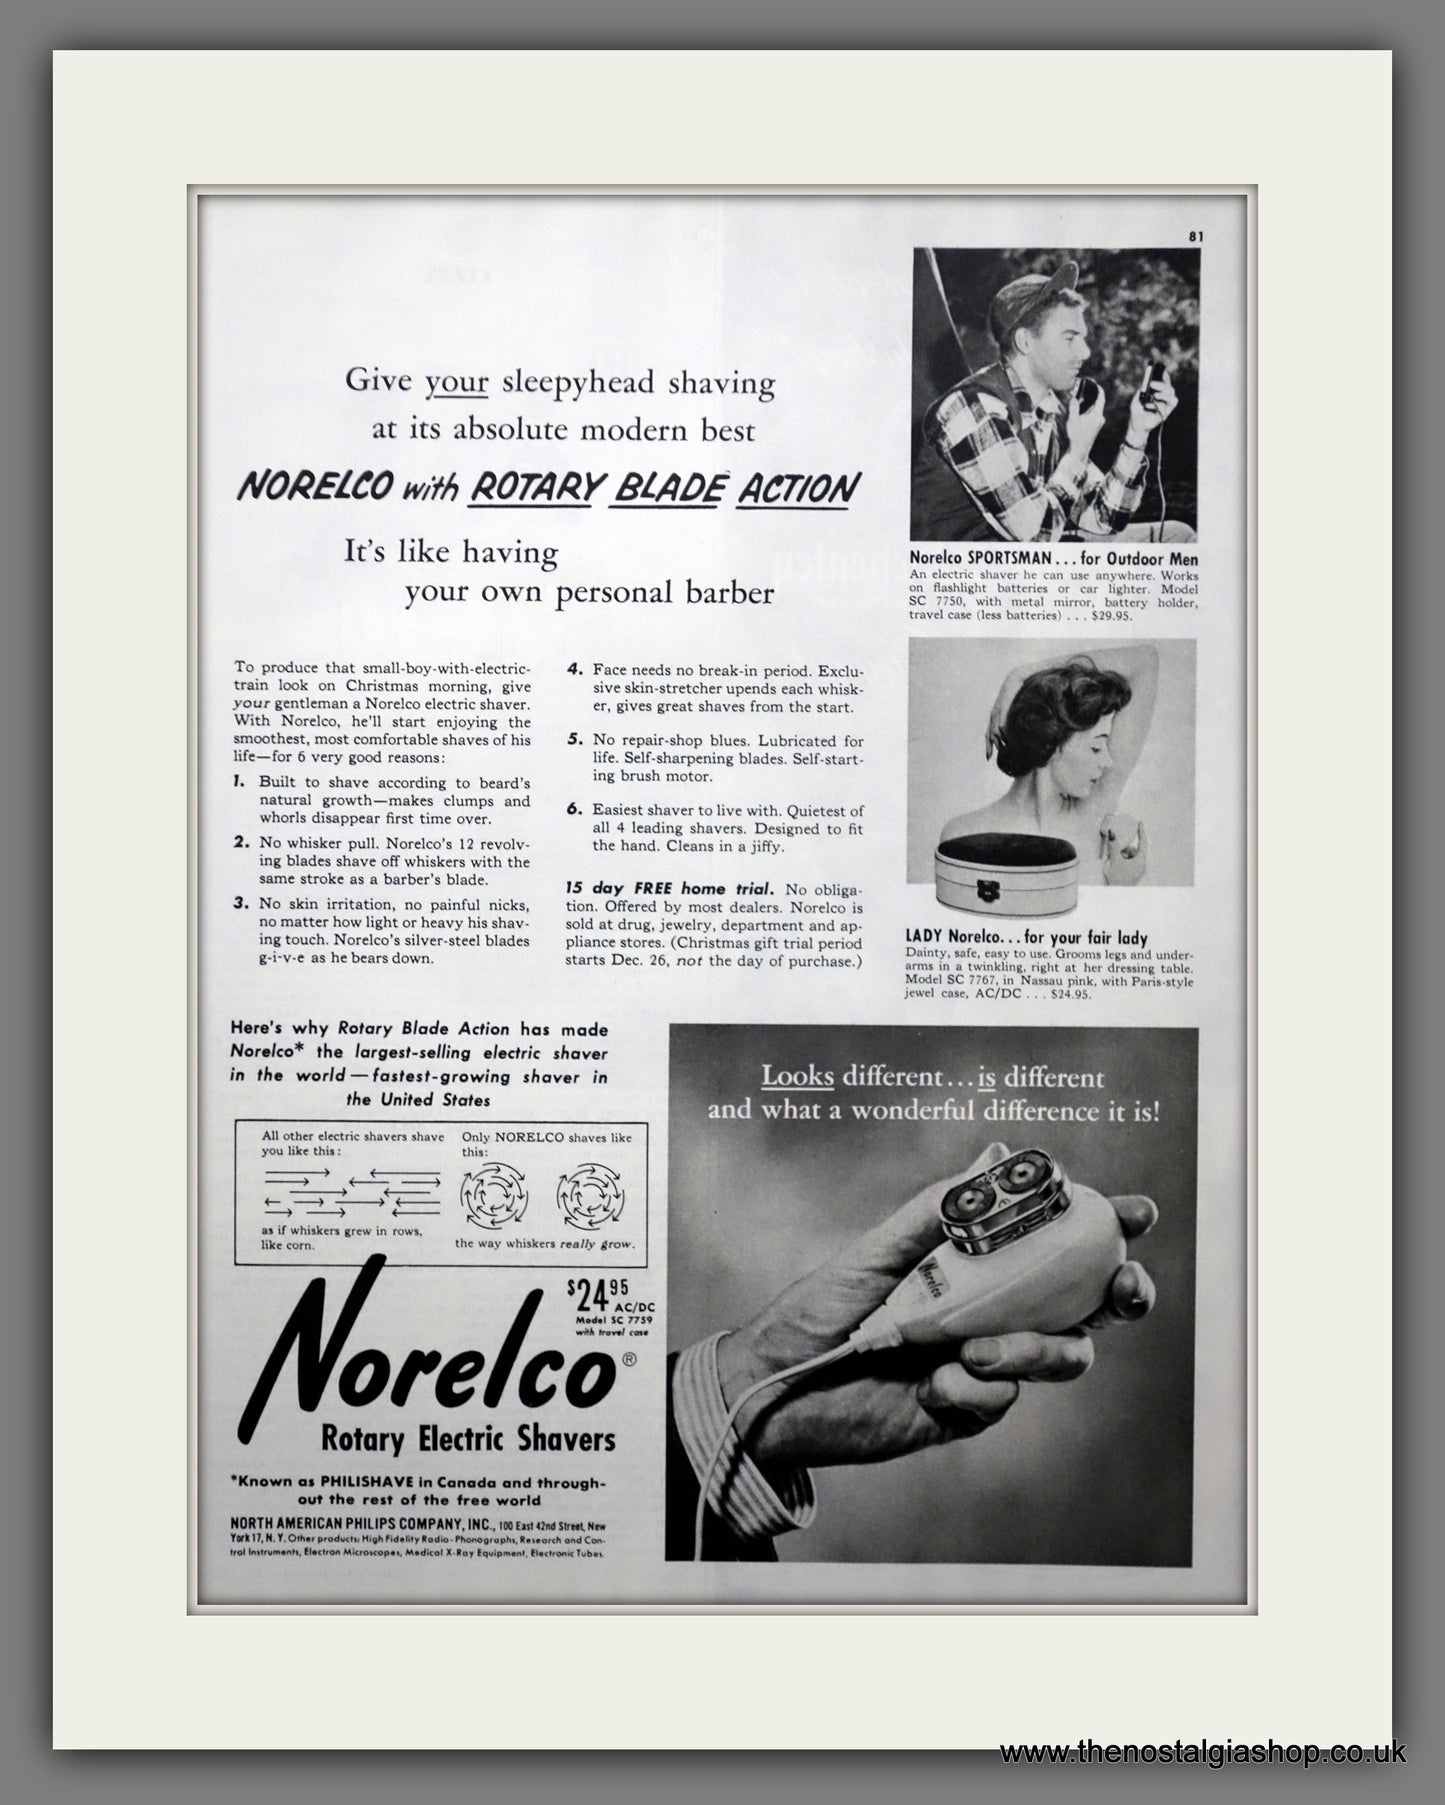 81
Give your sleepyhead shaving
at its absolute modern best
NORELCO with ROTARY BLADE ACTION
It's like having
your own personal barber
To produce that small-boy-with-electric-
train look on Christmas morning, give
your gentleman a Norelco electric shaver.
With Norelco, he'll start enjoying the
smoothest, most comfortable shaves of his
life—for 6 very good reasons:
1. Built to shave according to beard's
natural growth—makes clumps and
whorls disappear first time over.
2. No whisker pull. Norelco's 12 revolv-
ing blades shave off whiskers with the
same stroke as a barber's blade.
3. No skin irritation, no painful nicks,
no matter how light or heavy his shav-
ing touch. Norelco's silver-steel blades
g-i-v-e as he bears down.
4. Face needs no break-in period. Exclu-
sive skin-stretcher upends each whisk-
er, gives great shaves from the start.
5. No repair-shop blues. Lubricated for
life. Self-sharpening blades. Self-start-
ing brush motor.
6. Easiest shaver to live with. Quietest of
all 4 leading shavers. Designed to fit
the hand. Cleans in a jiffy.
15 day FREE home trial. No obliga-
tion. Offered by most dealers. Norelco is
sold at drug, jewelry, department and ap-
pliance stores. (Christmas gift trial period
starts Dec. 26, not the day of purchase.)
Norelco SPORTSMAN...for Outdoor Men
An electric shaver he can use anywhere. Works
on flashlight batteries or car lighter. Model
SC 7750, with metal mirror, battery holder,
travel case (less batteries) . . . $29.95.
LADY Norelco...for your fair lady
Dainty, safe, easy to use. Grooms legs and under-
arms in a twinkling, right at her dressing table.
Model SC 7767, in Nassau pink, with Paris-style
jewel case, AC/DC . . . $24.95.
Here's why Rotary Blade Action has made
Norelco* the largest-selling electric shaver
in the world—fastest-growing shaver in
the United States
All other electric shavers shave
you like this:
as if whiskers grew in rows,
like corn.
Only NORELCO shaves like
this:
the way whiskers really grow.
$24 95
AC/DC
Model SC 7759
with travel case
Norelco®
Rotary Electric Shavers
*Known as PHILISHAVE in Canada and through-
out the rest of the free world
NORTH AMERICAN PHILIPS COMPANY, INC., 100 East 42nd Street, New
York 17, N. Y. Other products: High Fidelity Radio-Phonographs, Research and Con-
trol Instruments, Electron Microscopes, Medical X-Ray Equipment, Electronic Tubes.
Looks different...is different
and what a wonderful difference it is!
Norelco
www.thenostalgiashop.co.uk